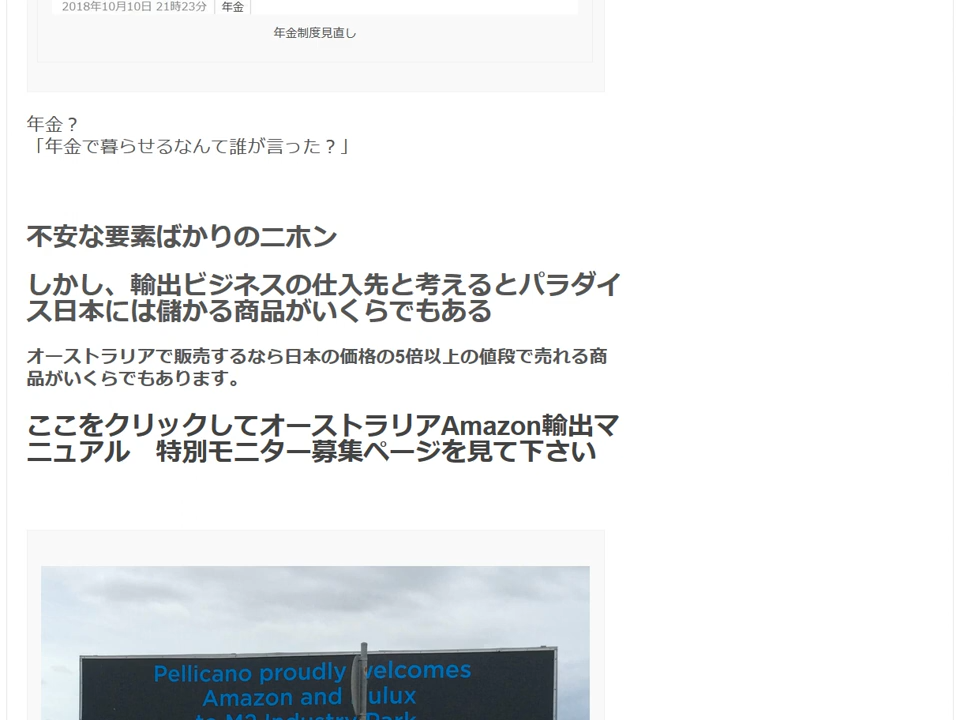 2018年10月10日 21時23分 年金
年金制度見直し
年金？
「年金で暮らせるなんて誰が言った？」
不安な要素ばかりのニホン
しかし、輸出ビジネスの仕入先と考えるとパラダイ
ス日本には儲かる商品がいくらでもある
オーストラリアで販売するなら日本の価格の5倍以上の値段で売れる商
品がいくらでもあります。
ここをクリックしてオーストラリアAmazon輸出マ
ニュアル　特別モニター募集ページを見て下さい
Pellicano proudly welcomes
Amazon and Dulux
to M2 Industry Park